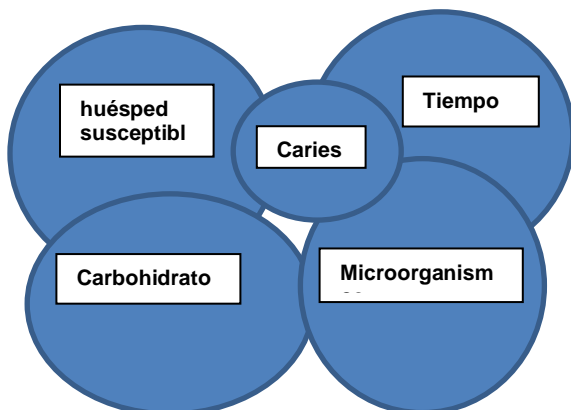 huésped
susceptibl
Tiempo
Caries
Carbohidrato
Microorganism